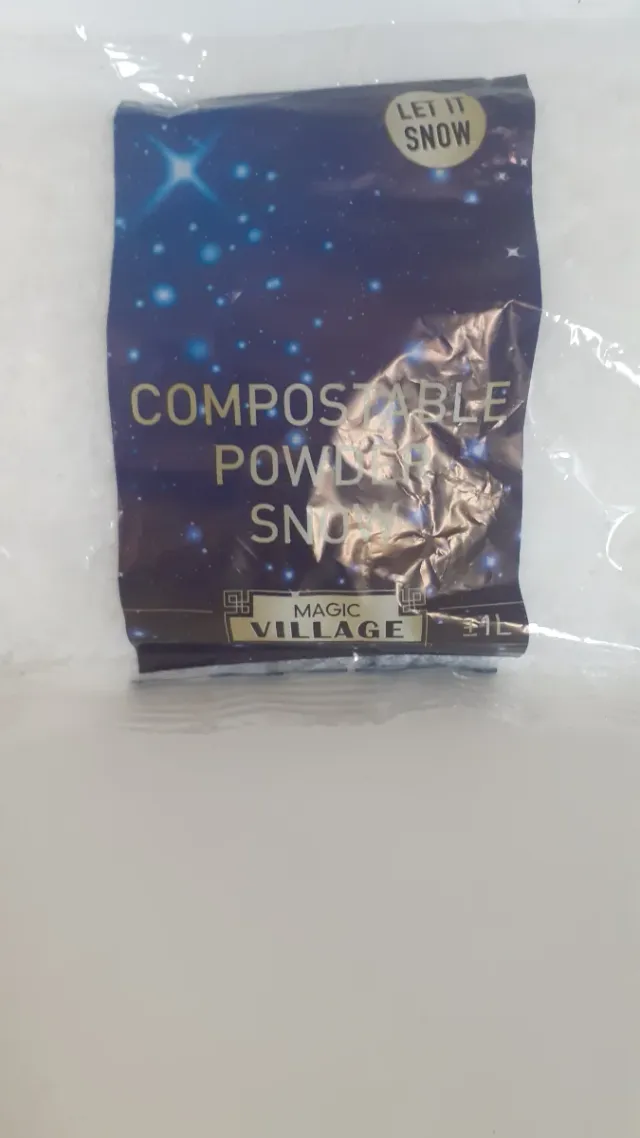 LET IT
SNOW
COMPOSTABLE
POWDER
SNOW
MAGIC
VILLAGE
±1L